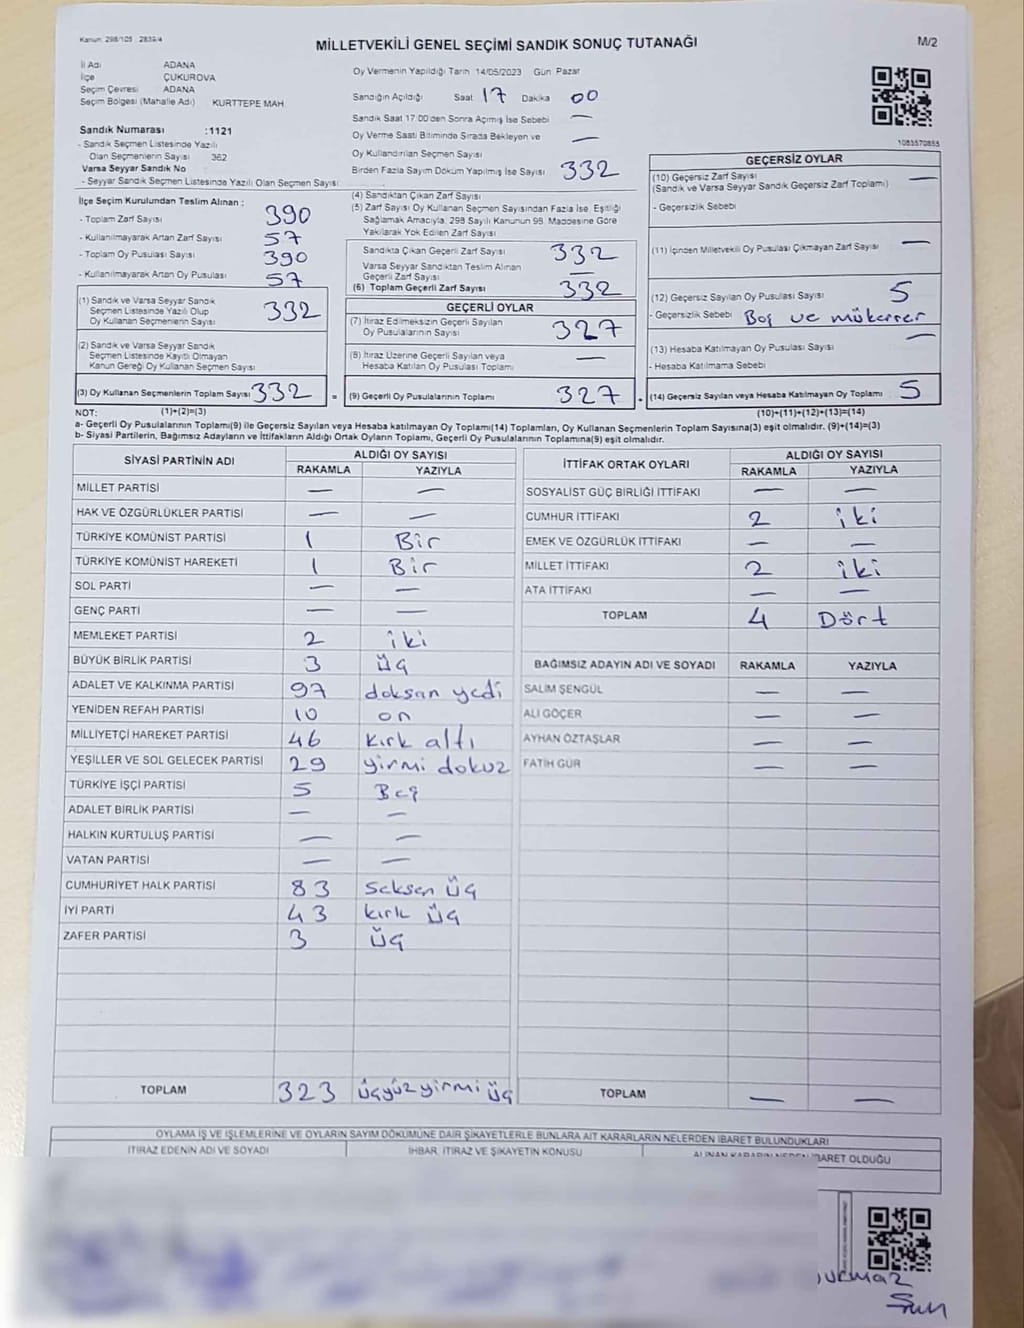 Kanun: 298/105 2839/4
MİLLETVEKİLİ GENEL SEÇİMİ SANDIK SONUÇ TUTANAĞI
M/2
İl Adı ADANA
İlçe ÇUKUROVA
Seçim Çevresi ADANA
Seçim Bölgesi (Mahalle Adı) KURTTEPE MAH
Sandık Numarası :1121
- Sandık Seçmen Listesinde Yazılı
Olan Seçmenlerin Sayısı 362
Varsa Seyyar Sandık No
- Seyyar Sandık Seçmen Listesinde Yazılı Olan Seçmen Sayısı:
İlçe Seçim Kurulundan Teslim Alınan :
- Toplam Zarf Sayısı 390
- Kullanılmayarak Artan Zarf Sayısı 57
- Toplam Oy Pusulası Sayısı 390
- Kullanılmayarak Artan Oy Pusulası 57
(1) Sandık ve Varsa Seyyar Sandık
Seçmen Listesinde Yazılı Olup
Oy Kullanan Seçmenlerin Sayısı 332
(2) Sandık ve Varsa Seyyar Sandık
Seçmen Listesinde Kayıtlı Olmayan
Kanun Gereği Oy Kullanan Seçmen Sayısı
(3) Oy Kullanan Seçmenlerin Toplam Sayısı 332 =
Oy Vermenin Yapıldığı Tarih 14/05/2023 Gün Pazar
Sandığın Açıldığı Saat 17 Dakika 00
Sandık Saat 17:00'den Sonra Açılmış İse Sebebi —
Oy Verme Saati Bitiminde Sırada Bekleyen ve —
Oy Kullandırılan Seçmen Sayısı
Birden Fazla Sayım Döküm Yapılmış İse Sayısı 332
(4) Sandıktan Çıkan Zarf Sayısı
(5) Zarf Sayısı Oy Kullanan Seçmen Sayısından Fazla İse, Eşitliği
Sağlamak Amacıyla, 298 Sayılı Kanunun 98. Maddesine Göre
Yakılarak Yok Edilen Zarf Sayısı
Sandıkta Çıkan Geçerli Zarf Sayısı 332
Varsa Seyyar Sandıktan Teslim Alınan
Geçerli Zarf Sayısı —
(6) Toplam Geçerli Zarf Sayısı 332
GEÇERLİ OYLAR
(7) İtiraz Edilmeksizin Geçerli Sayılan
Oy Pusulalarının Sayısı 327
(8) İtiraz Üzerine Geçerli Sayılan veya
Hesaba Katılan Oy Pusulası Toplamı —
(9) Geçerli Oy Pusulalarının Toplamı 327
1083570855
GEÇERSİZ OYLAR
(10) Geçersiz Zarf Sayısı —
(Sandık ve Varsa Seyyar Sandık Geçersiz Zarf Toplamı)
- Geçersizlik Sebebi
(11) İçinden Milletvekili Oy Pusulası Çıkmayan Zarf Sayısı —
(12) Geçersiz Sayılan Oy Pusulası Sayısı 5
- Geçersizlik Sebebi Boş ve mükerrer
(13) Hesaba Katılmayan Oy Pusulası Sayısı —
- Hesaba Katılmama Sebebi
(14) Geçersiz Sayılan veya Hesaba Katılmayan Oy Toplamı 5
NOT: (1)+(2)=(3) (10)+(11)+(12)+(13)=(14)
a- Geçerli Oy Pusulalarının Toplamı(9) ile Geçersiz Sayılan veya Hesaba katılmayan Oy Toplamı(14) Toplamları, Oy Kullanan Seçmenlerin Toplam Sayısına(3) eşit olmalıdır. (9)+(14)=(3)
b- Siyasi Partilerin, Bağımsız Adayların ve İttifakların Aldığı Ortak Oyların Toplamı, Geçerli Oy Pusulalarının Toplamına(9) eşit olmalıdır.
SİYASİ PARTİNİN ADI ALDIĞI OY SAYISI
RAKAMLA YAZIYLA
MİLLET PARTİSİ — —
HAK VE ÖZGÜRLÜKLER PARTİSİ — —
TÜRKİYE KOMÜNİST PARTİSİ 1 Bir
TÜRKİYE KOMÜNİST HAREKETİ 1 Bir
SOL PARTİ — —
GENÇ PARTİ — —
MEMLEKET PARTİSİ 2 iki
BÜYÜK BİRLİK PARTİSİ 3 üç
ADALET VE KALKINMA PARTİSİ 97 doksan yedi
YENİDEN REFAH PARTİSİ 10 on
MİLLİYETÇİ HAREKET PARTİSİ 46 kırk altı
YEŞİLLER VE SOL GELECEK PARTİSİ 29 yirmi dokuz
TÜRKİYE İŞÇİ PARTİSİ 5 Beş
ADALET BİRLİK PARTİSİ — —
HALKIN KURTULUŞ PARTİSİ — —
VATAN PARTİSİ — —
CUMHURİYET HALK PARTİSİ 83 Seksen üç
İYİ PARTİ 43 kırk üç
ZAFER PARTİSİ 3 üç
TOPLAM 323 üçyüz yirmi üç
İTTİFAK ORTAK OYLARI ALDIĞI OY SAYISI
RAKAMLA YAZIYLA
SOSYALİST GÜÇ BİRLİĞİ İTTİFAKI — —
CUMHUR İTTİFAKI 2 iki
EMEK VE ÖZGÜRLÜK İTTİFAKI — —
MİLLET İTTİFAKI 2 iki
ATA İTTİFAKI — —
TOPLAM 4 Dört
BAĞIMSIZ ADAYIN ADI VE SOYADI RAKAMLA YAZIYLA
SALİM ŞENGÜL — —
ALİ GÖÇER — —
AYHAN ÖZTAŞLAR — —
FATİH GÜR — —
TOPLAM — —
OYLAMA İŞ VE İŞLEMLERİNE VE OYLARIN SAYIM DÖKÜMÜNE DAİR ŞİKAYETLERLE BUNLARA AİT KARARLARIN NELERDEN İBARET BULUNDUKLARI
İTİRAZ EDENİN ADI VE SOYADI İHBAR, İTİRAZ VE ŞİKAYETİN KONUSU ALINAN KARARIN NEDEN İBARET OLDUĞU